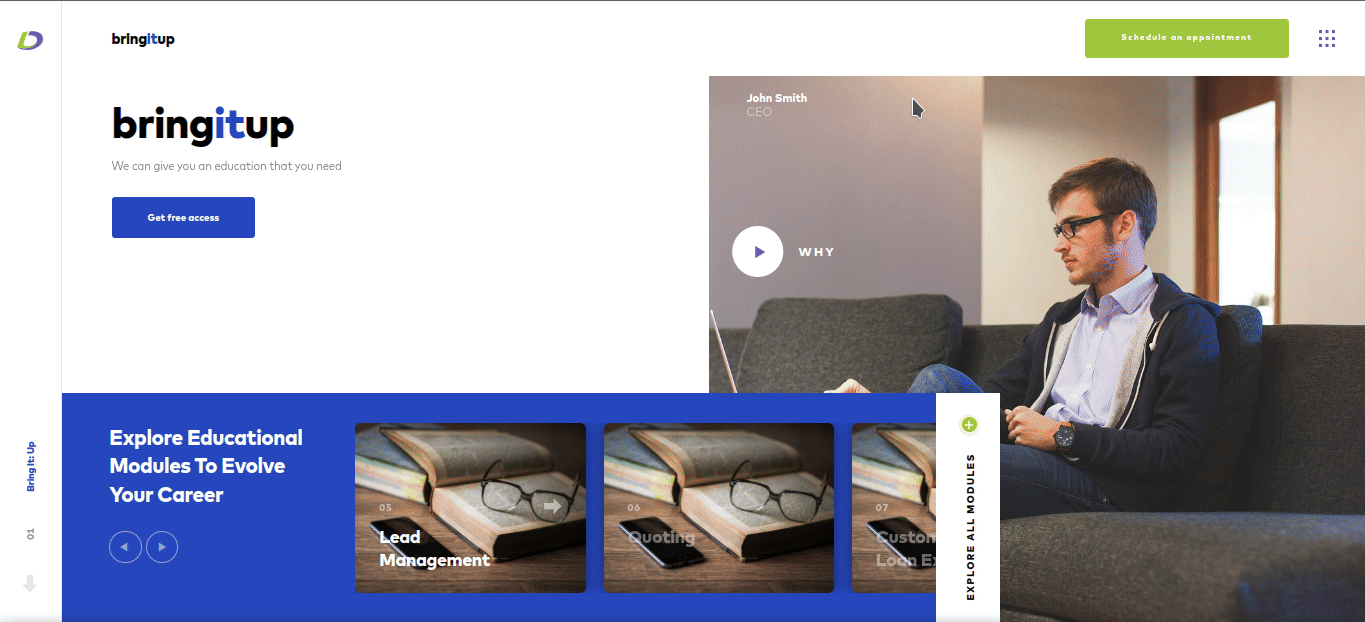 bringitup
Schedule an appointment
bringitup
We can give you an education that you need
Get free access
John Smith
CEO
WHY
Explore Educational
Modules To Evolve
Your Career
05
Lead
Management
06
Quoting
07
Custom
Loan Ex
EXPLORE ALL MODULES
Bring It: Up
01